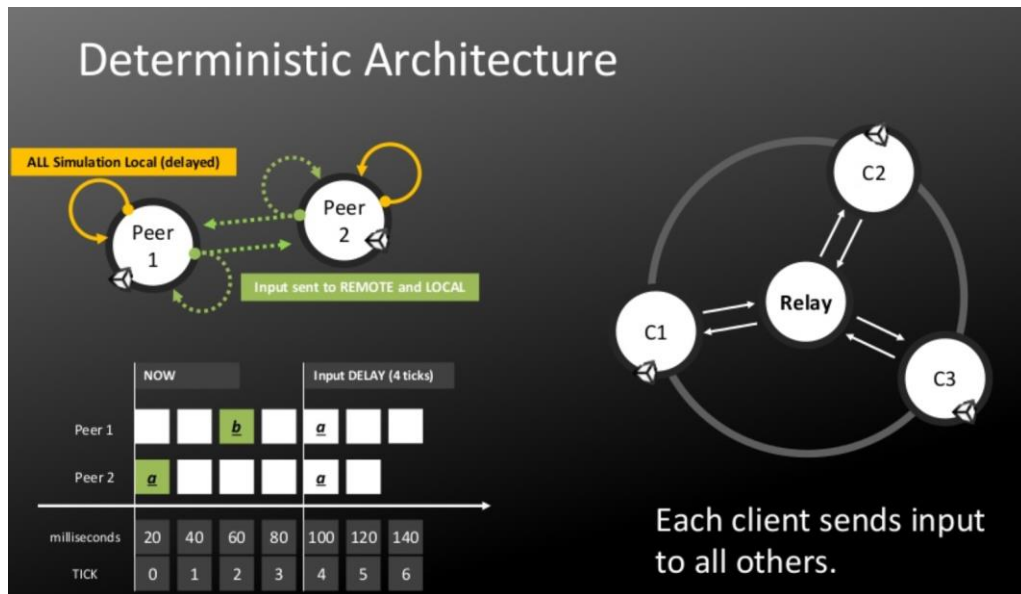 Deterministic Architecture
ALL Simulation Local (delayed)
Peer
1
Peer
2
Input sent to REMOTE and LOCAL
C2
Relay
C1
C3
NOW
Input DELAY (4 ticks)
Peer 1
b
a
Peer 2
a
a
milliseconds 20 40 60 80 100 120 140
TICK 0 1 2 3 4 5 6
Each client sends input
to all others.